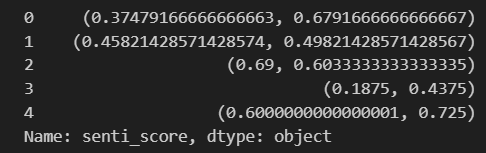 0 (0.37479166666666663, 0.6791666666666667)
1 (0.45821428571428574, 0.49821428571428567)
2 (0.69, 0.6033333333333335)
3 (0.1875, 0.4375)
4 (0.6000000000000001, 0.725)
Name: senti_score, dtype: object